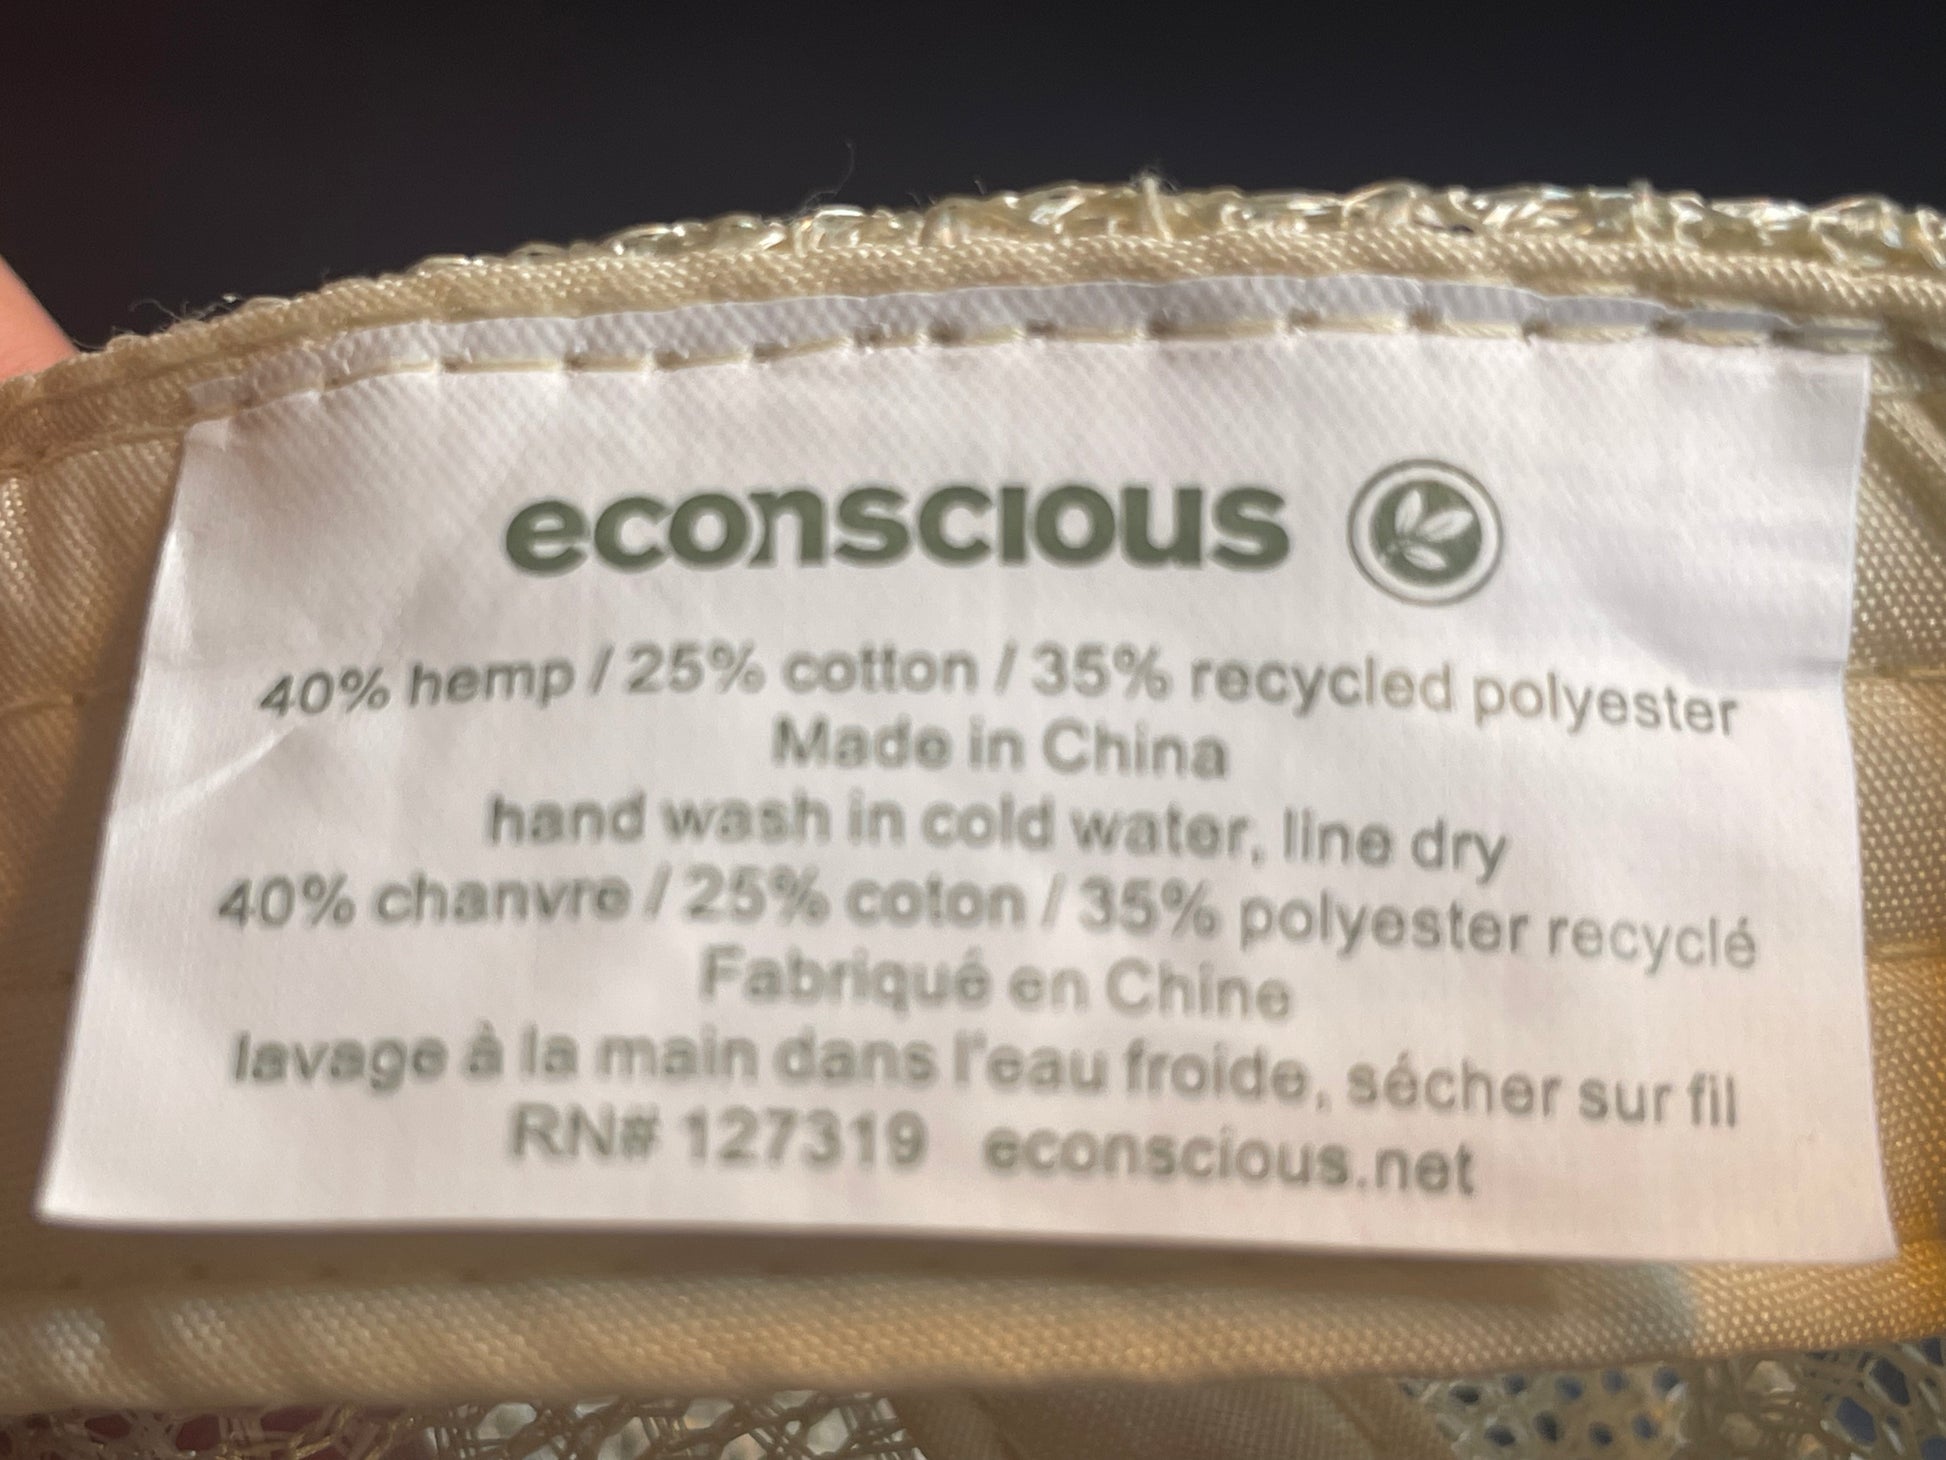 econscious
40% hemp / 25% cotton / 35% recycled polyester
Made in China
hand wash in cold water, line dry
40% chanvre / 25% coton / 35% polyester recyclé
Fabriqué en Chine
lavage à la main dans l'eau froide, sécher sur fil
RN# 127319 econscious.net